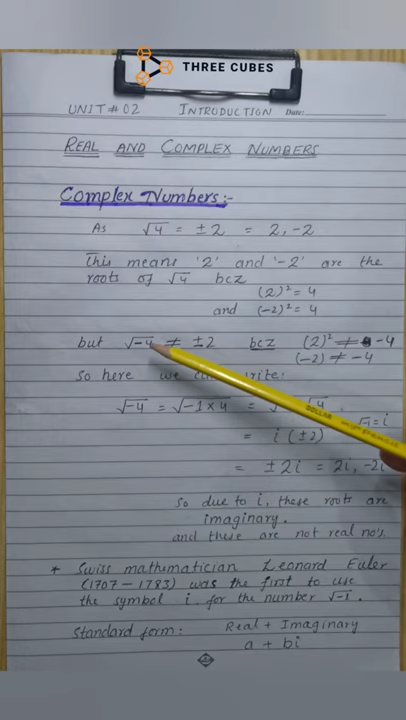 THREE CUBES
UNIT # 02 INTRODUCTION Date:
REAL AND COMPLEX NUMBERS
Complex Numbers:-
As √4 = ±2 = 2, -2
This means '2' and '-2' are the
roots of √4 bcz
(2)² = 4
and (-2)² = 4
but √-4 ≠ ±2 bcz (2)² ≠ -4
(-2) ≠ -4
So here we write:
√-4 = √-1×4 = √4
√-1 = i
= i (±2)
= ±2i = 2i, -2i
So due to i, these roots are
imaginary.
and these are not real no's.
* Swiss mathematician Leonard Euler
(1707 - 1783) was the first to use
the symbol i, for the number √-1.
Standard form: Real + Imaginary
a + bi
DOLLAR